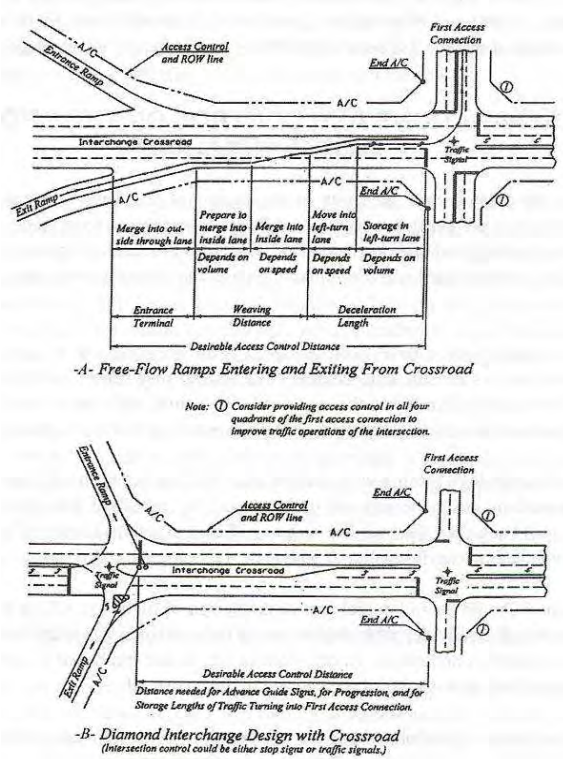 First Access
Connection
A/C
Access Control
and ROW line
Entrance Ramp
End A/C
A/C
①
Interchange Crossroad
Traffic
Signal
Exit Ramp
A/C
A/C
End A/C
①
Merge into out-
side through lane
Prepare to
merge into
inside lane
Merge into
inside lane
Move into
left-turn
lane
Storage in
left-turn lane
Depends on
volume
Depends
on speed
Depends
on speed
Depends on
volume
Entrance
Terminal
Weaving
Distance
Deceleration
Length
Desirable Access Control Distance
-A- Free-Flow Ramps Entering and Exiting From Crossroad
Note: ① Consider providing access control in all four
quadrants of the first access connection to
improve traffic operations of the intersection.
First Access
Connection
Entrance Ramp
A/C
Access Control
and ROW line
End A/C
A/C
①
Traffic
Signal
Interchange Crossroad
Traffic
Signal
A/C
End A/C
①
Exit Ramp
A/C
Desirable Access Control Distance
Distance needed for Advance Guide Signs, for Progression, and for
Storage Lengths of Traffic Turning into First Access Connection.
-B- Diamond Interchange Design with Crossroad
(Intersection control could be either stop signs or traffic signals.)